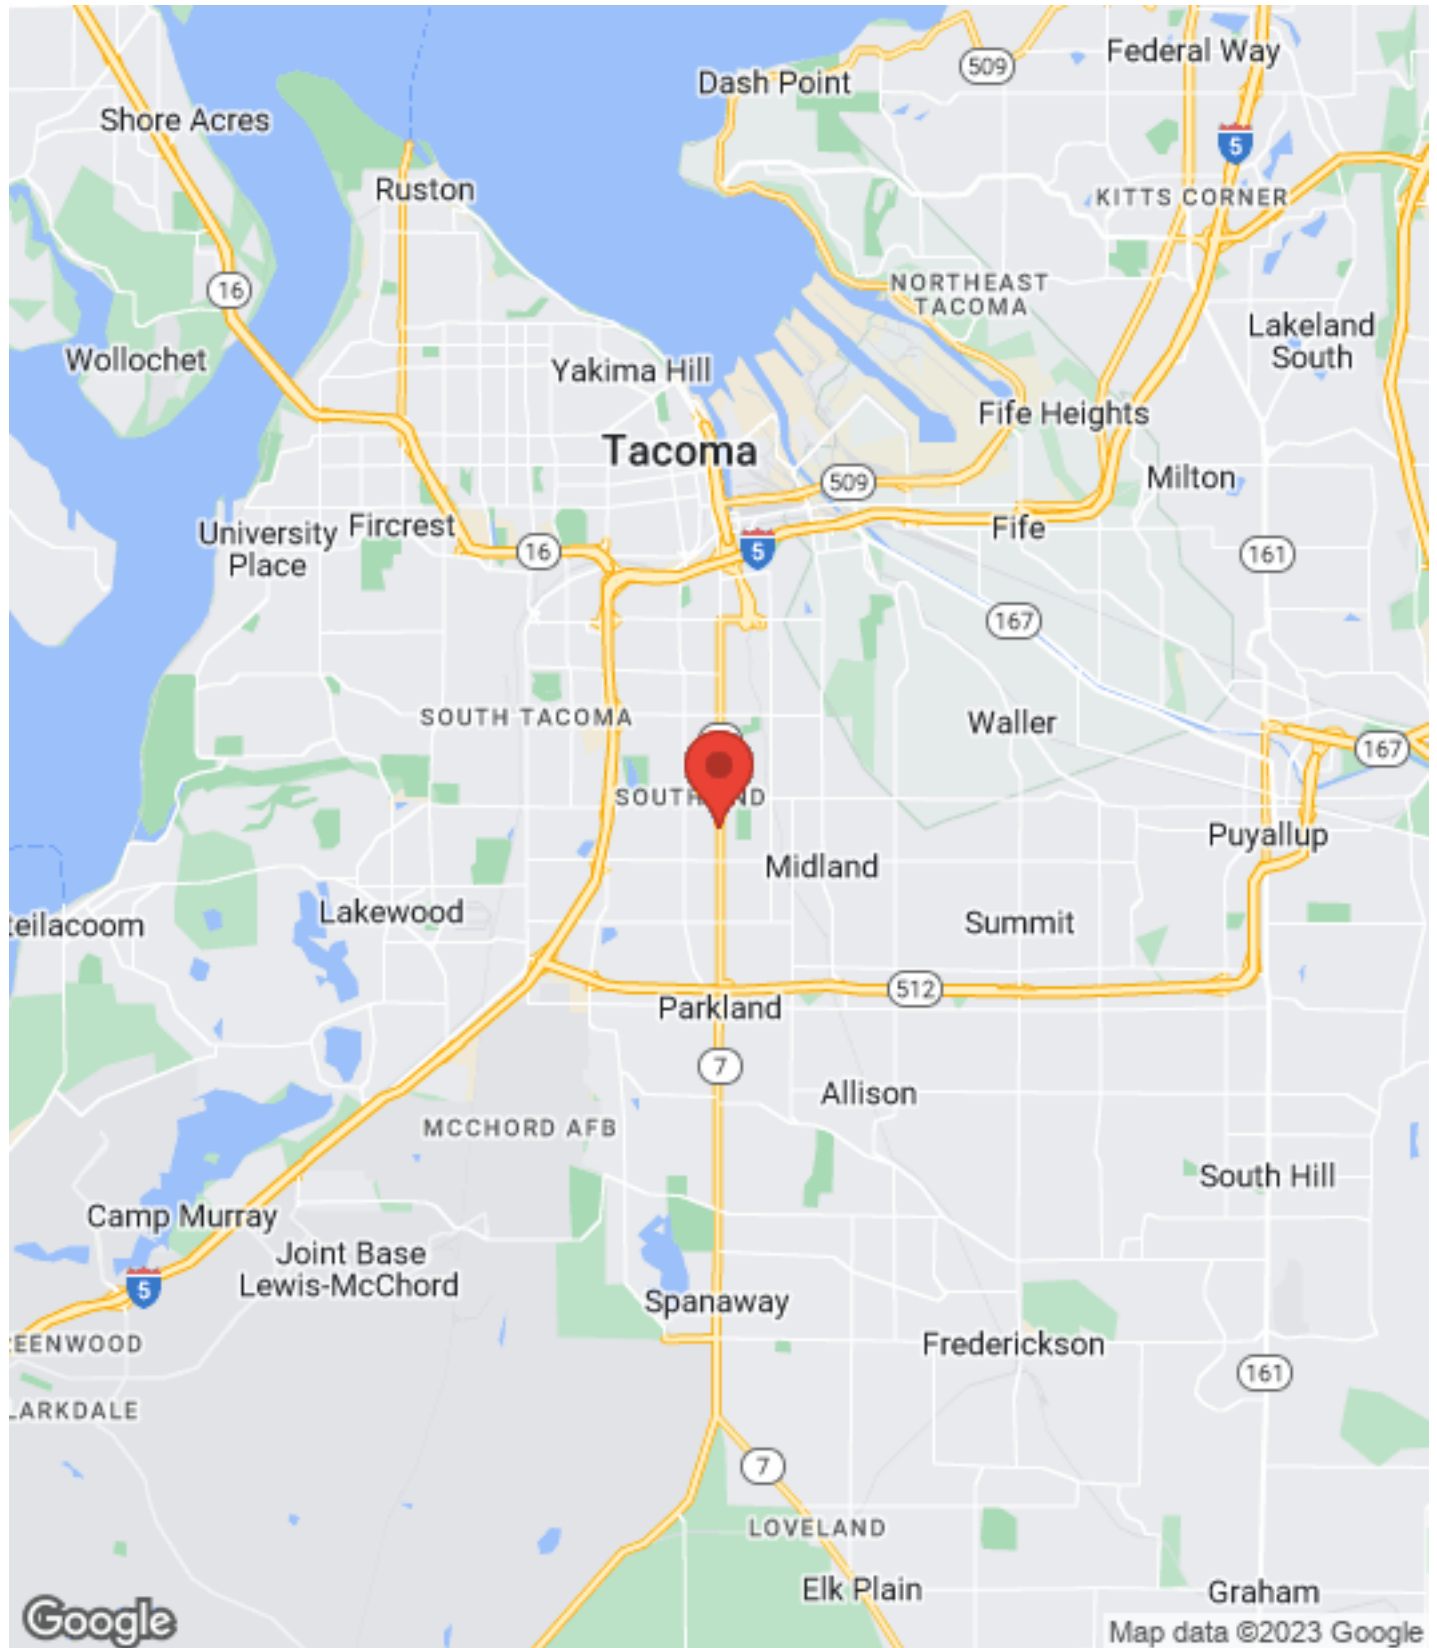 Federal Way
509
Dash Point
Shore Acres
5
Ruston
KITTS CORNER
16
NORTHEAST
TACOMA
Lakeland
South
Wollochet
Yakima Hill
Fife Heights
Tacoma
509
Milton
University
Place
Fircrest
16
5
Fife
161
167
SOUTH TACOMA
Waller
167
Puyallup
Midland
Lakewood
Summit
teilacoom
512
Parkland
7
Allison
MCCHORD AFB
South Hill
Camp Murray
Joint Base
Lewis-McChord
5
Spanaway
REENWOOD
Frederickson
161
LARKDALE
7
LOVELAND
Elk Plain
Graham
Google
Map data ©2023 Google